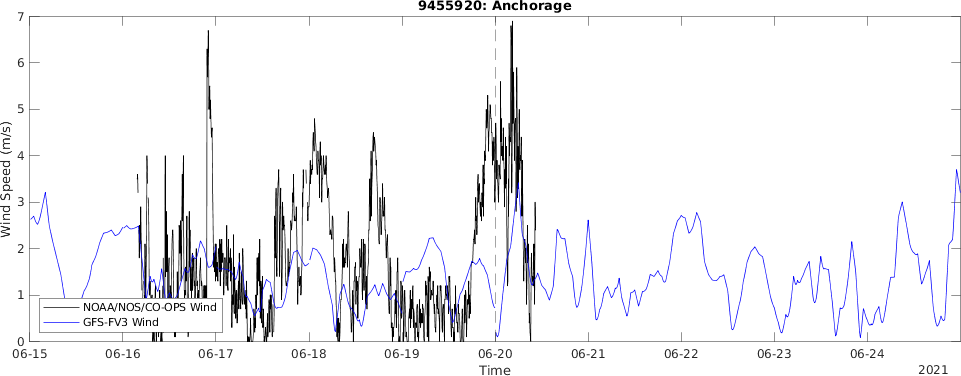 9455920: Anchorage
7
6
5
4
3
2
1
0
Wind Speed (m/s)
NOAA/NOS/CO-OPS Wind
GFS-FV3 Wind
06-15 06-16 06-17 06-18 06-19 06-20 06-21 06-22 06-23 06-24
Time
2021